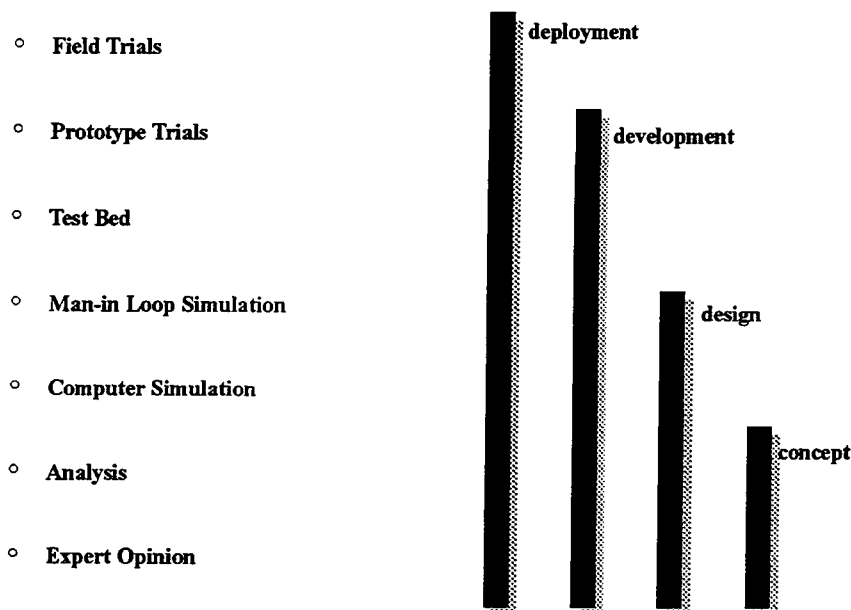 Field Trials
Prototype Trials
Test Bed
Man-in Loop Simulation
Computer Simulation
Analysis
Expert Opinion
deployment
development
design
concept